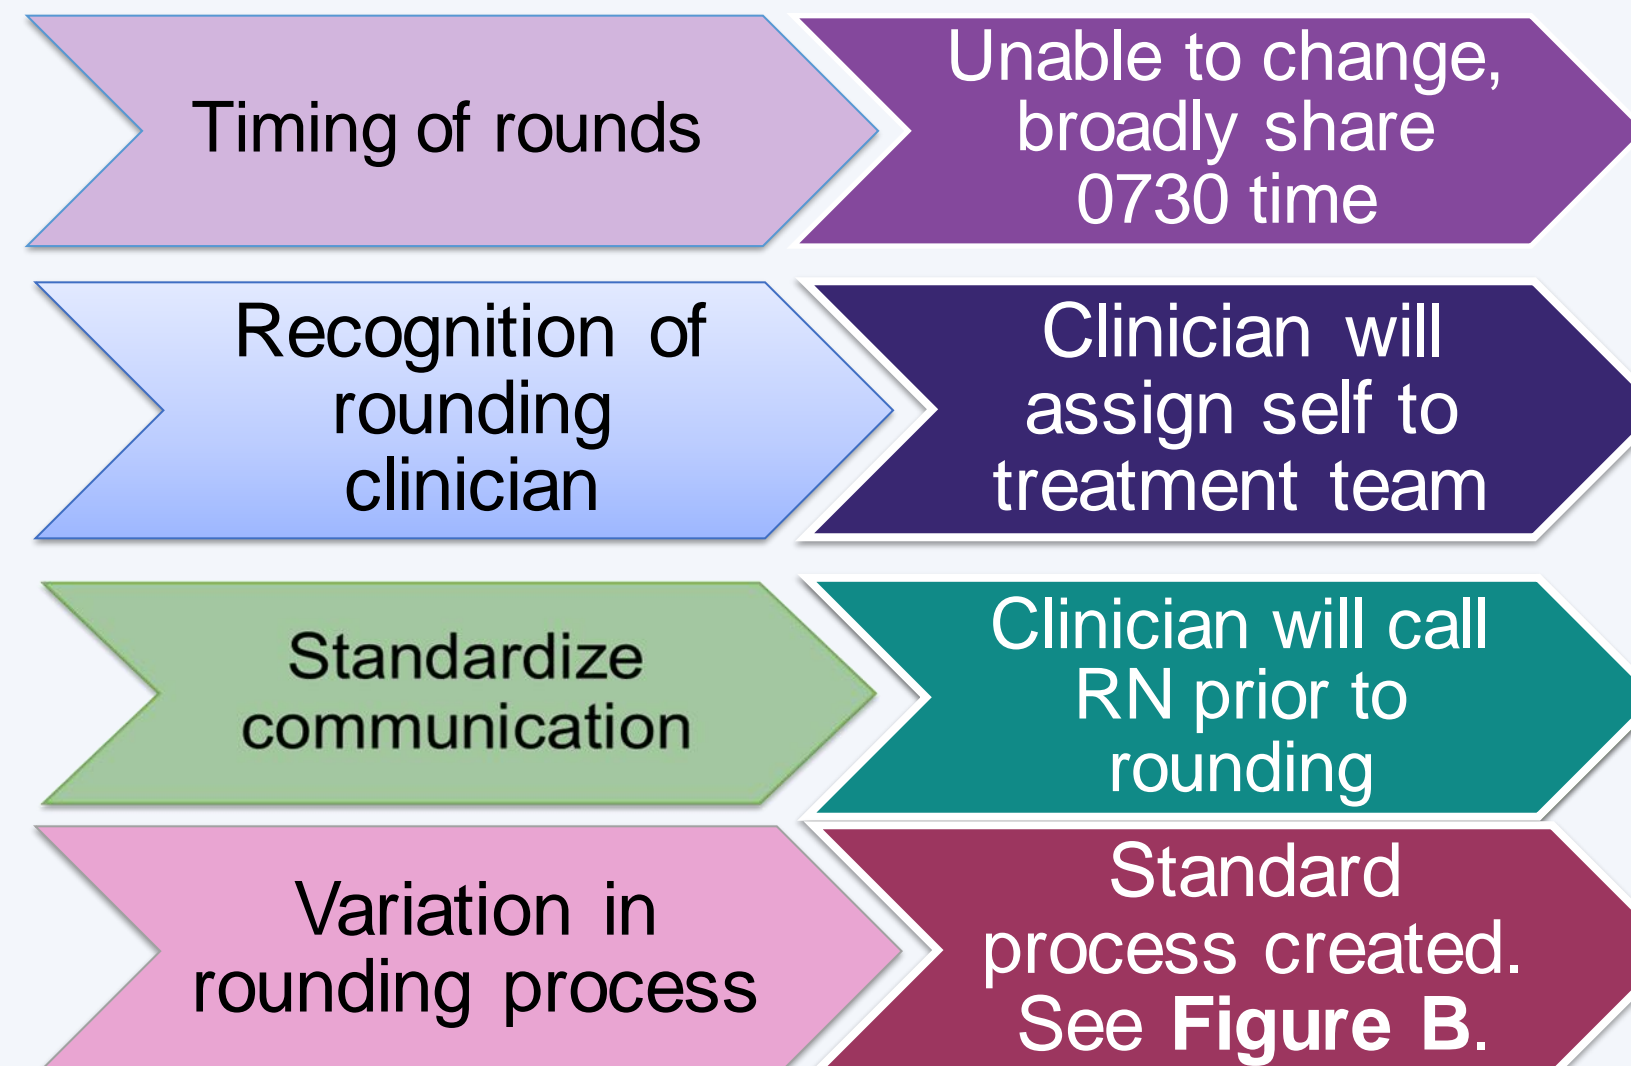 Timing of rounds
Unable to change,
broadly share
0730 time
Recognition of
rounding
clinician
Clinician will
assign self to
treatment team
Standardize
communication
Clinician will call
RN prior to
rounding
Variation in
rounding process
Standard
process created.
See Figure B.